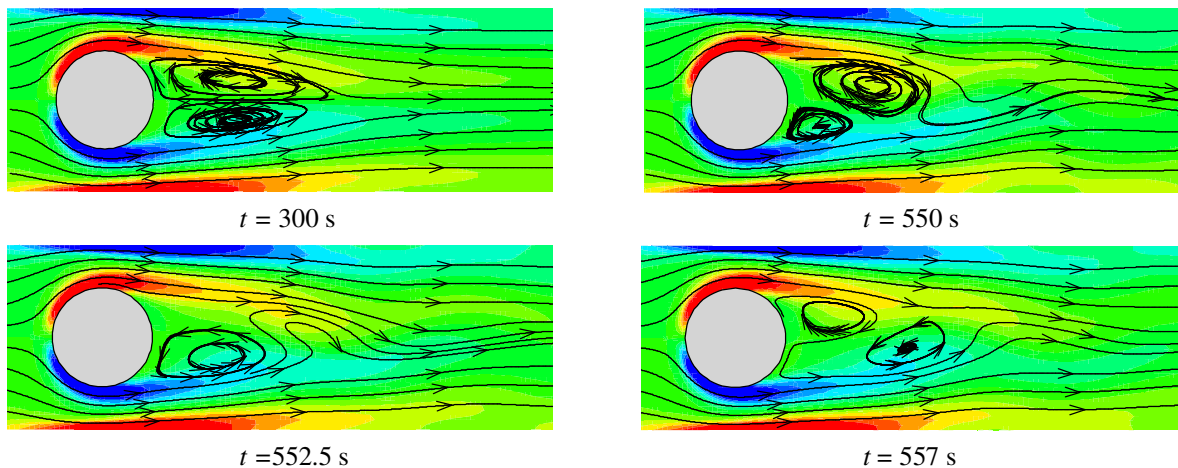 t = 300 s
t = 550 s
t =552.5 s
t = 557 s